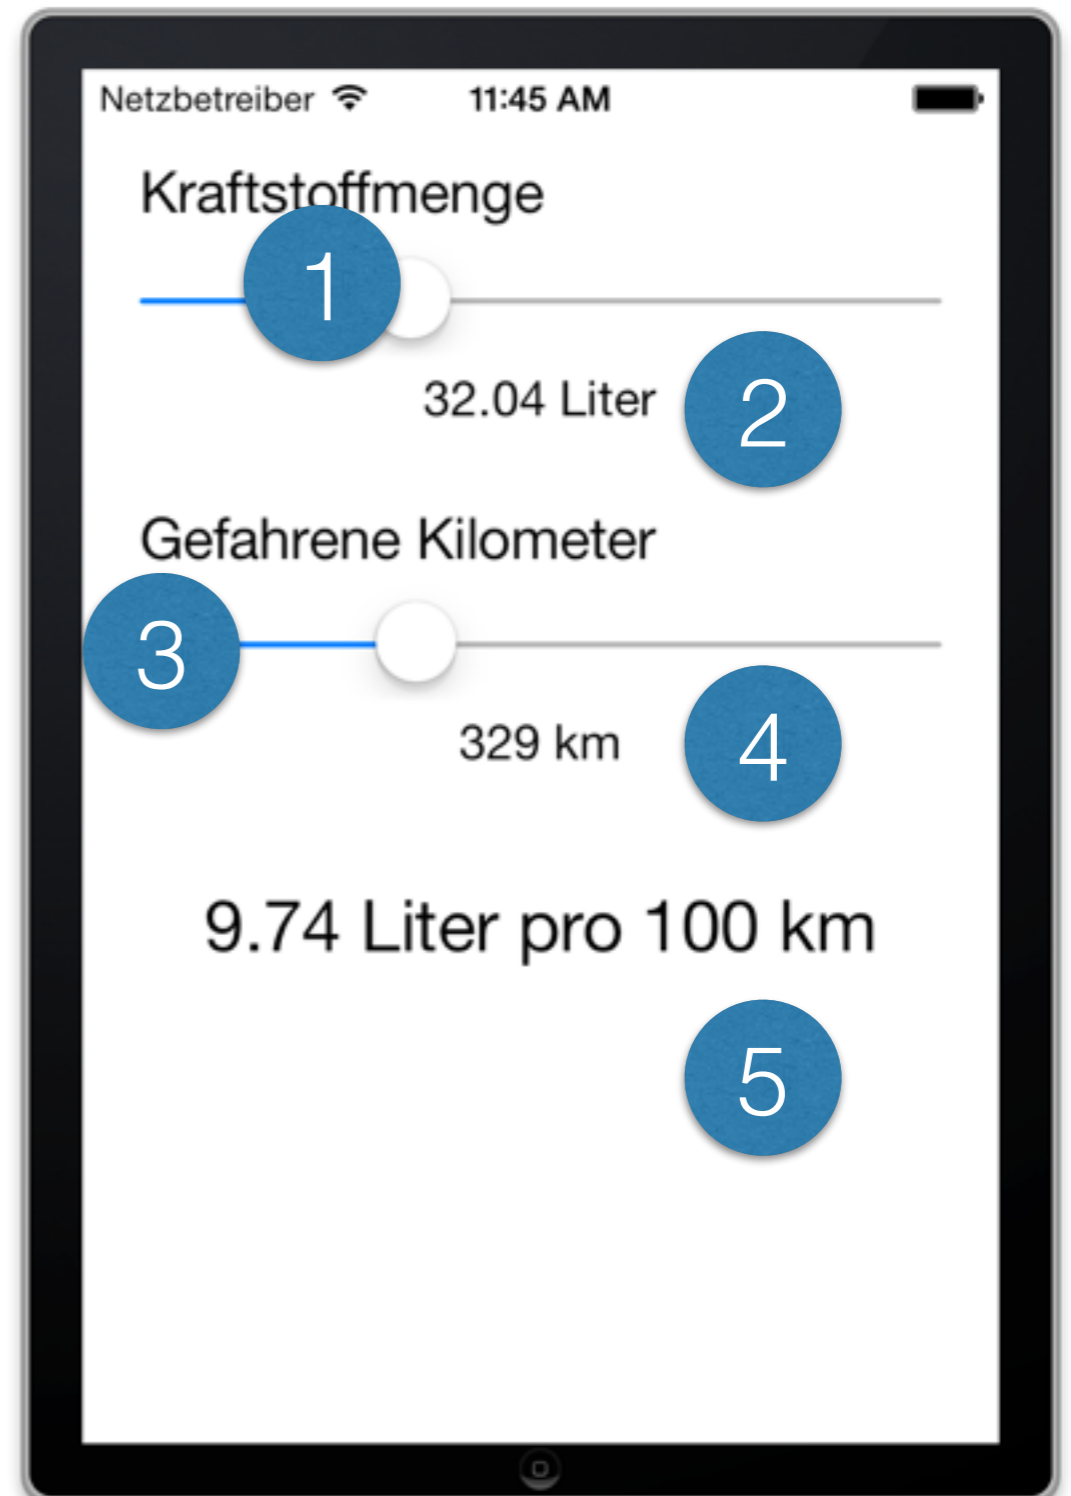 Netzbetreiber 11:45 AM
Kraftstoffmenge
1
32.04 Liter 2
Gefahrene Kilometer
3
329 km 4
9.74 Liter pro 100 km
5